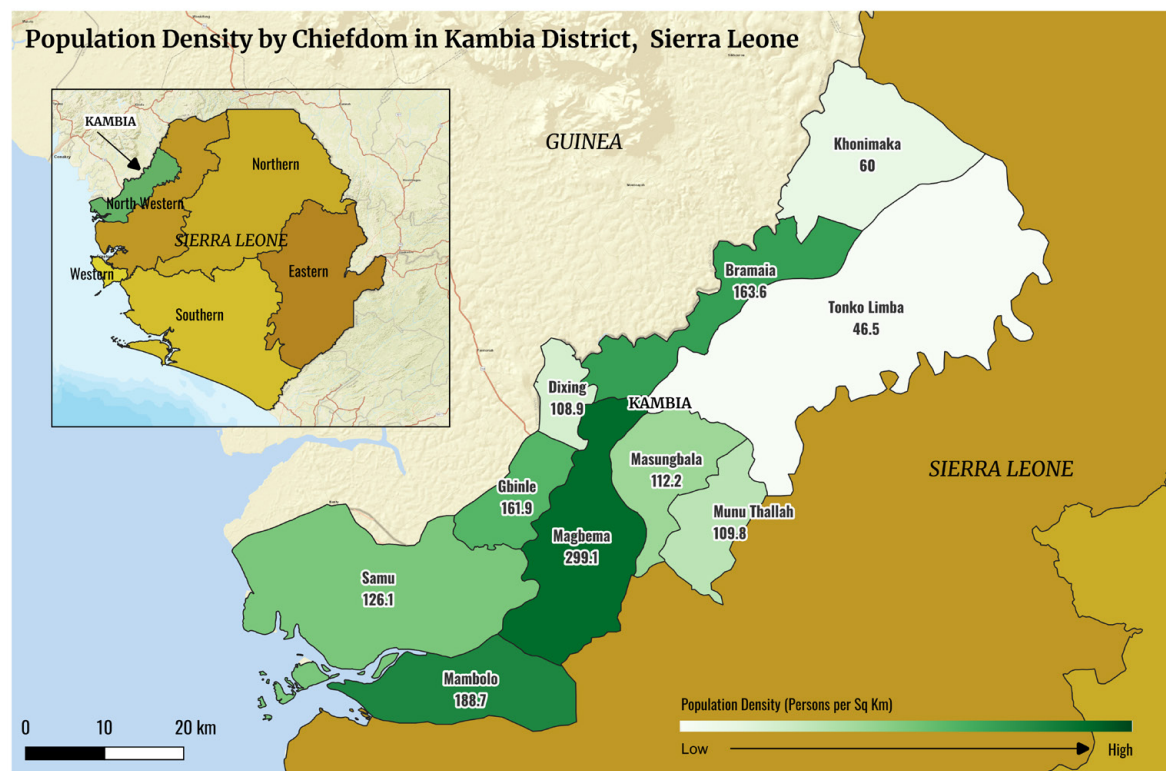 Population Density by Chiefdom in Kambia District, Sierra Leone
KAMBIA
Northern
North Western
SIERRA LEONE
Western
Eastern
Southern
GUINEA
Khonimaka
60
Bramaia
163.6
Tonko Limba
46.5
Dixing
108.9
KAMBIA
Masungbala
112.2
SIERRA LEONE
Gbinle
161.9
Munu Thallah
109.8
Magbema
299.1
Samu
126.1
Mambolo
188.7
0 10 20 km
Population Density (Persons per Sq Km)
Low High